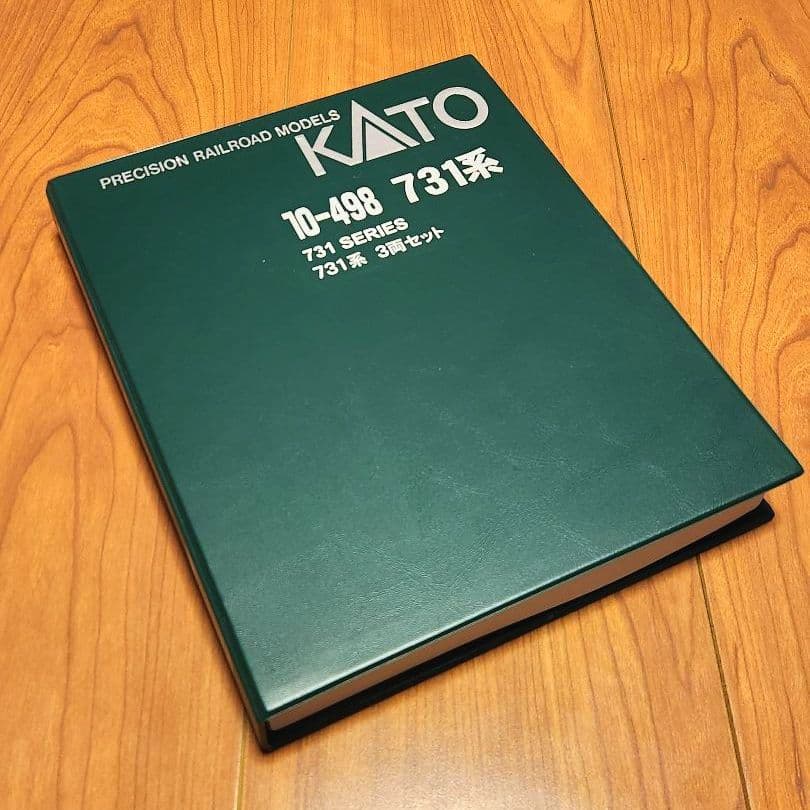 PRECISION RAILROAD MODELS KATO
10-498 731系
731 SERIES
731系 3両セット